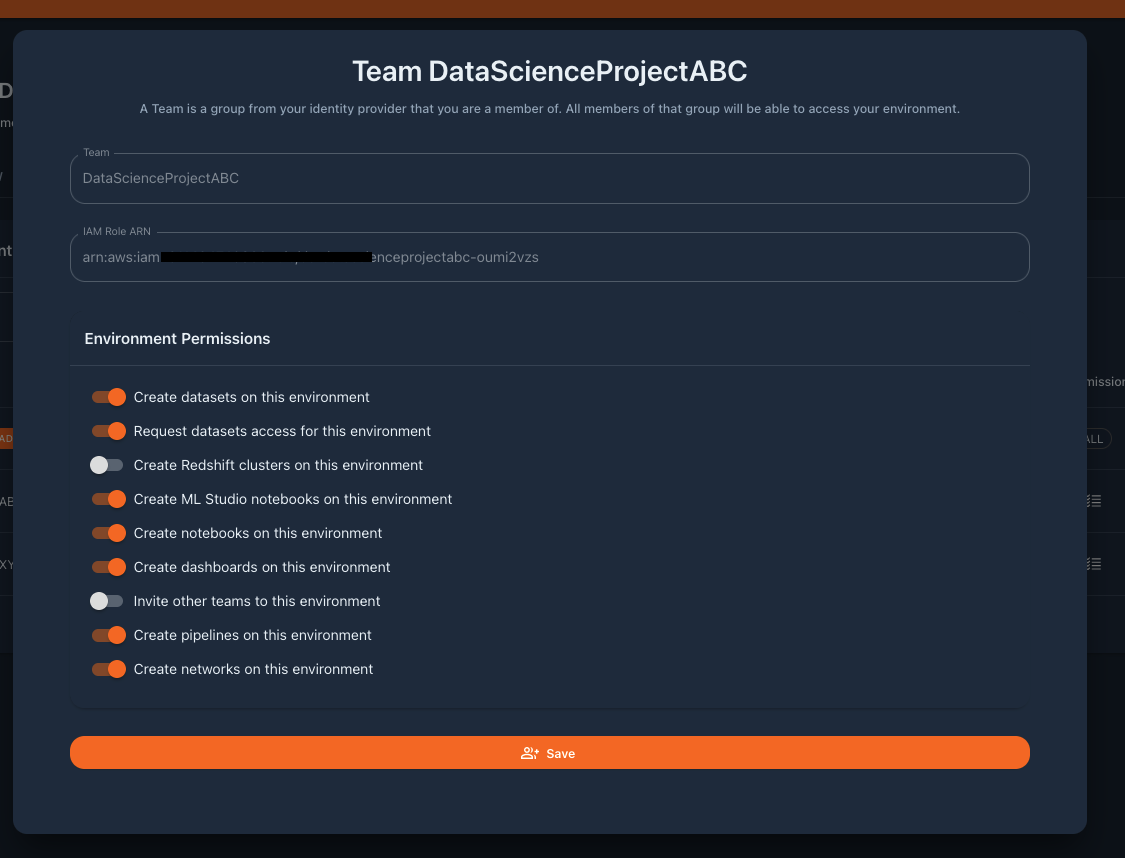 Team DataScienceProjectABC
A Team is a group from your identity provider that you are a member of. All members of that group will be able to access your environment.
Team
DataScienceProjectABC
IAM Role ARN
arn:aws:iam enceprojectabc-oumi2vzs
Environment Permissions
Create datasets on this environment
Request datasets access for this environment
Create Redshift clusters on this environment
Create ML Studio notebooks on this environment
Create notebooks on this environment
Create dashboards on this environment
Invite other teams to this environment
Create pipelines on this environment
Create networks on this environment
Save